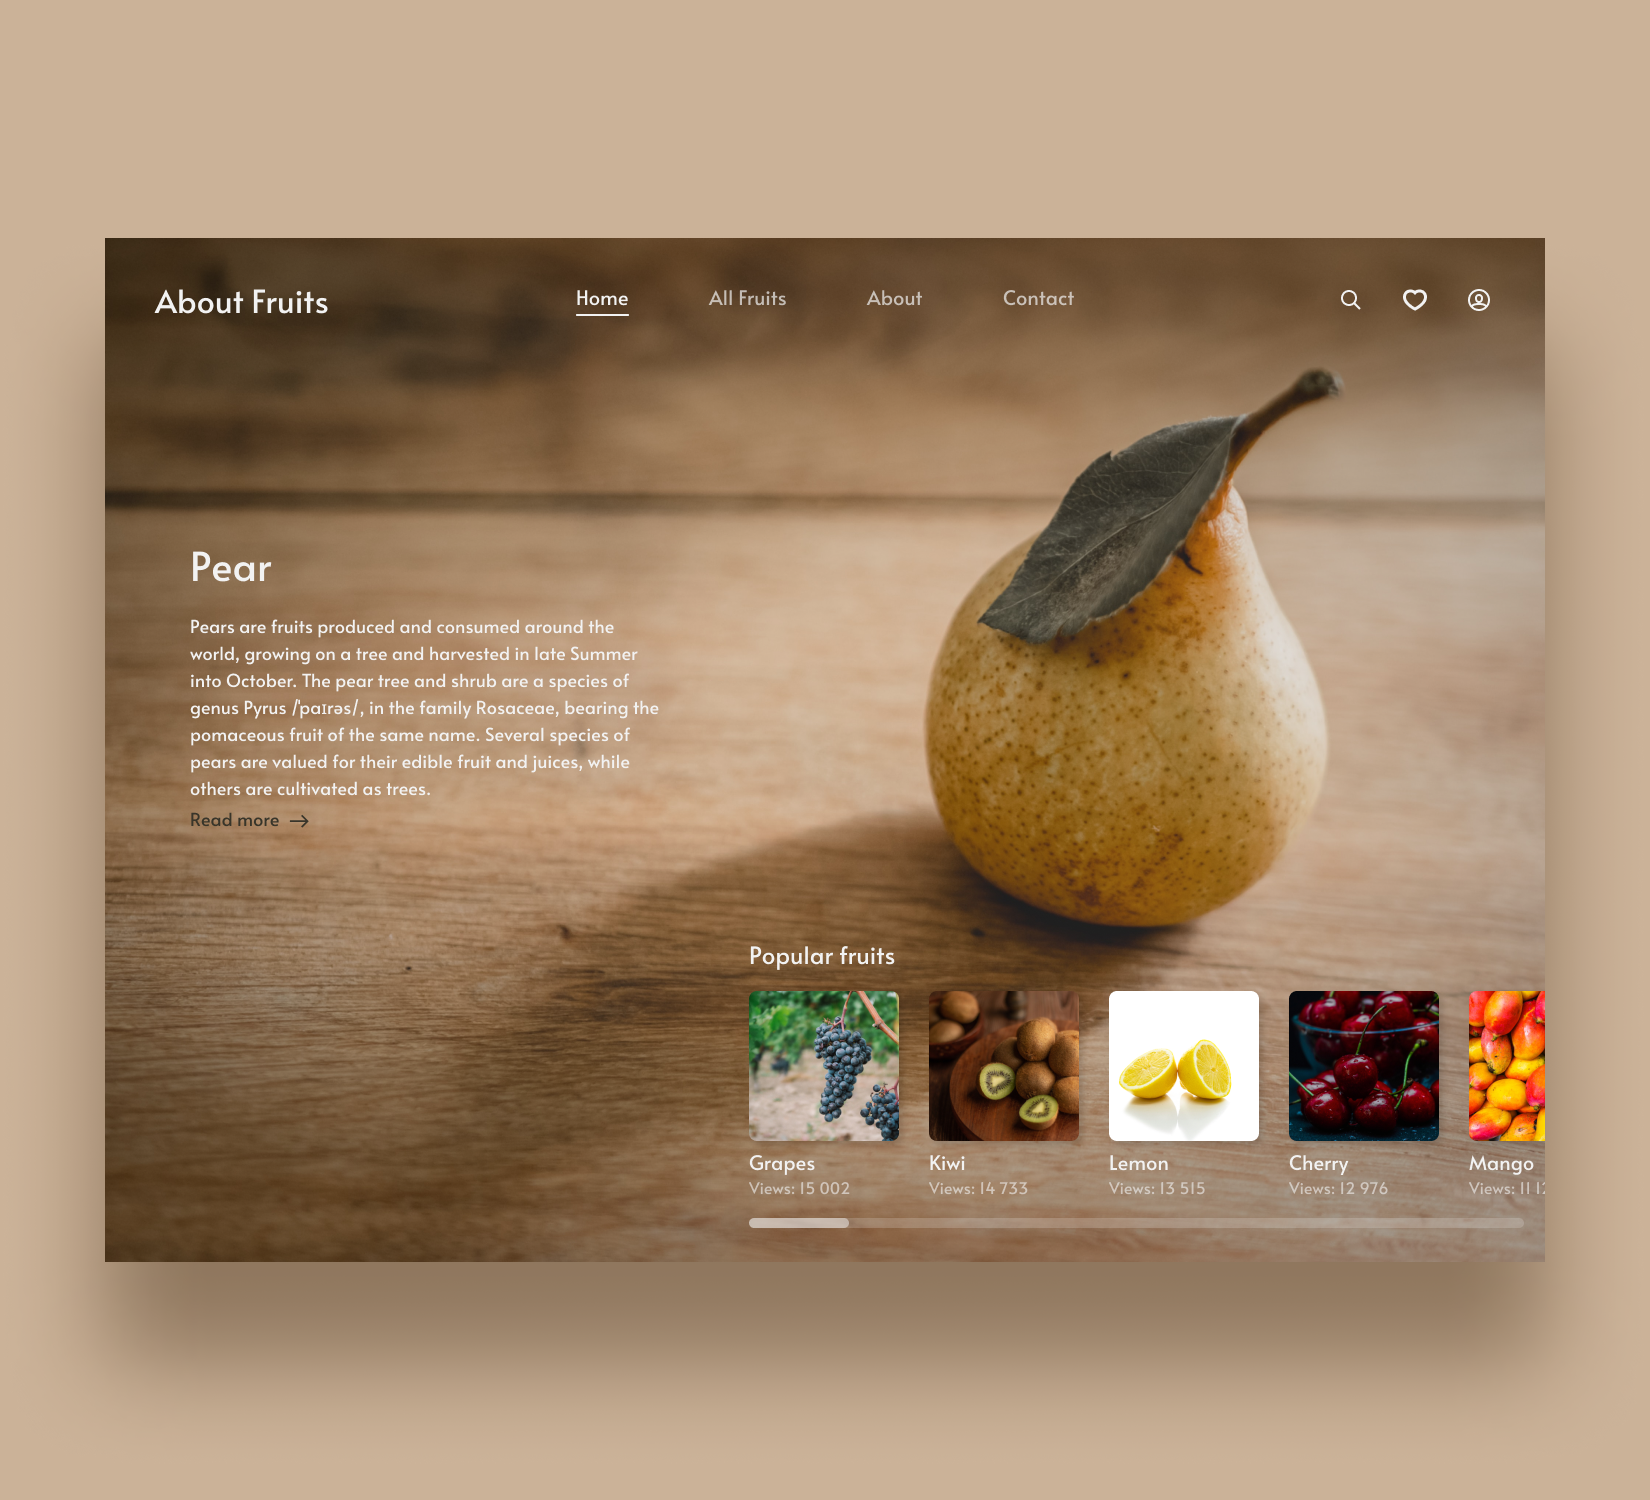 About Fruits
Home
All Fruits
About
Contact
Pear
Pears are fruits produced and consumed around the
world, growing on a tree and harvested in late Summer
into October. The pear tree and shrub are a species of
genus Pyrus /ˈpaɪrəs/, in the family Rosaceae, bearing the
pomaceous fruit of the same name. Several species of
pears are valued for their edible fruit and juices, while
others are cultivated as trees.
Read more
Popular fruits
Grapes
Views: 15 002
Kiwi
Views: 14 733
Lemon
Views: 13 515
Cherry
Views: 12 976
Mango
Views: 11